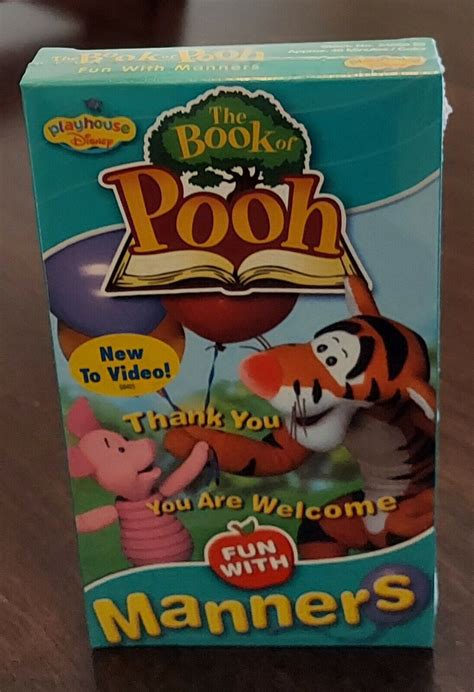 The Book of Pooh
Fun With Manners
playhouse
Disney
The
Book of
Pooh
New
To Video!
Thank You
You Are Welcome
FUN
WITH
Manners